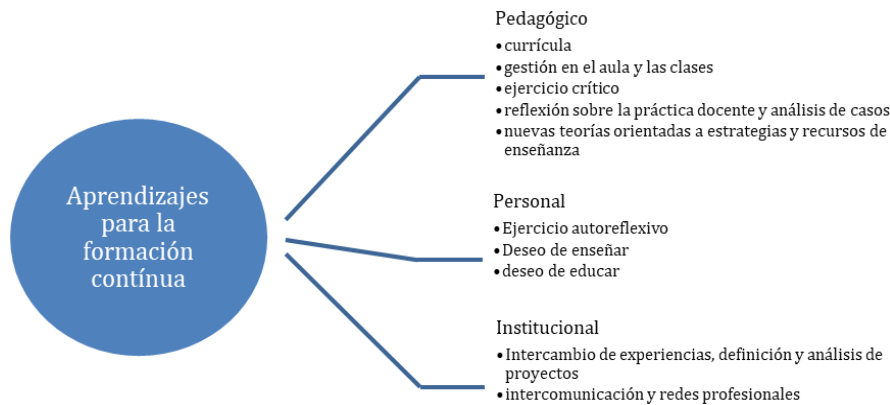 Aprendizajes
para la
formación
contínua
Pedagógico
•currícula
•gestión en el aula y las clases
•ejercicio crítico
•reflexión sobre la práctica docente y análisis de casos
•nuevas teorías orientadas a estrategias y recursos de
enseñanza
Personal
•Ejercicio autoreflexivo
•Deseo de enseñar
•deseo de educar
Institucional
•Intercambio de experiencias, definición y análisis de
proyectos
•intercomunicación y redes profesionales